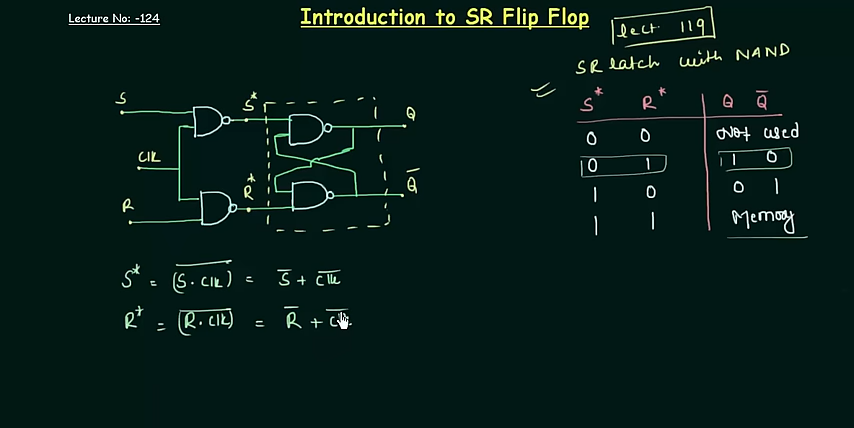 Lecture No: -124
Introduction to SR Flip Flop
lect 119
SR latch with NAND
S* R* Q Q̅
0 0 Not used
0 1 1 0
1 0 0 1
1 1 Memory
S
Clk
R
S*
R*
Q
Q̅
S* = (S̅.̅C̅l̅k̅) = S̅ + C̅l̅k̅
R* = (R̅.̅C̅l̅k̅) = R̅ + C̅l̅k̅